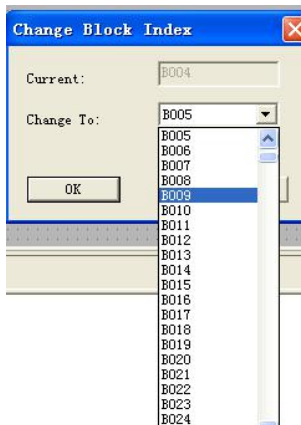 Change Block Index
Current:
B004
Change To:
B005
B005
B006
B007
B008
OK
B009
B010
B011
B012
B013
B014
B015
B016
B017
B018
B019
B020
B021
B022
B023
B024